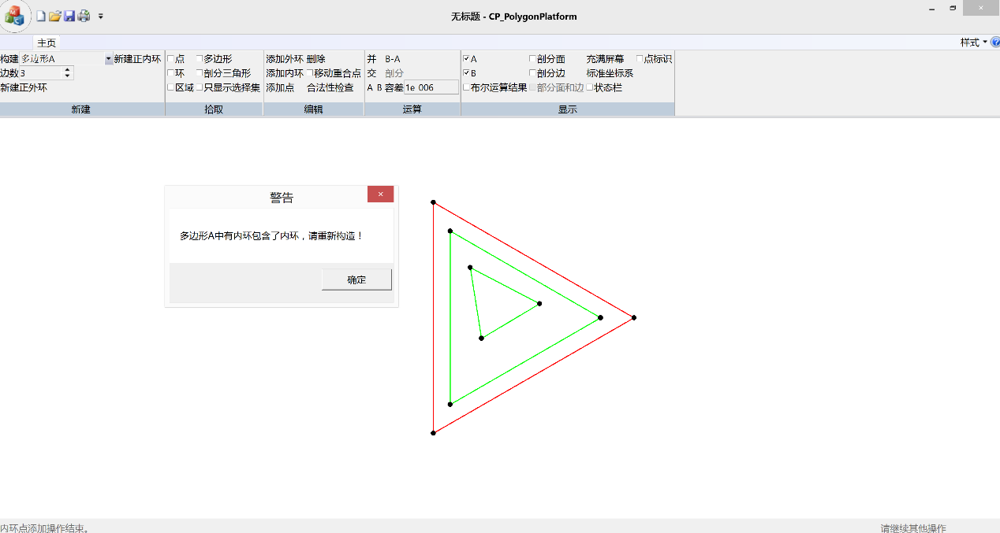 无标题 - CP_PolygonPlatform
主页
样式
构建 多边形A 新建正内环
边数 3
新建正外环
新建
点 多边形
环 剖分三角形
区域 只显示选择集
拾取
添加外环 删除
添加内环 移动重合点
添加点 合法性检查
编辑
并 B-A
交 剖分
A B 容差 1e 006
运算
A 剖分面 充满屏幕 点标识
B 剖分边 标准坐标系
布尔运算结果 剖分面和边 状态栏
显示
警告
多边形A中有内环包含了内环，请重新构造！
确定
内环点添加操作结束。
请继续其他操作